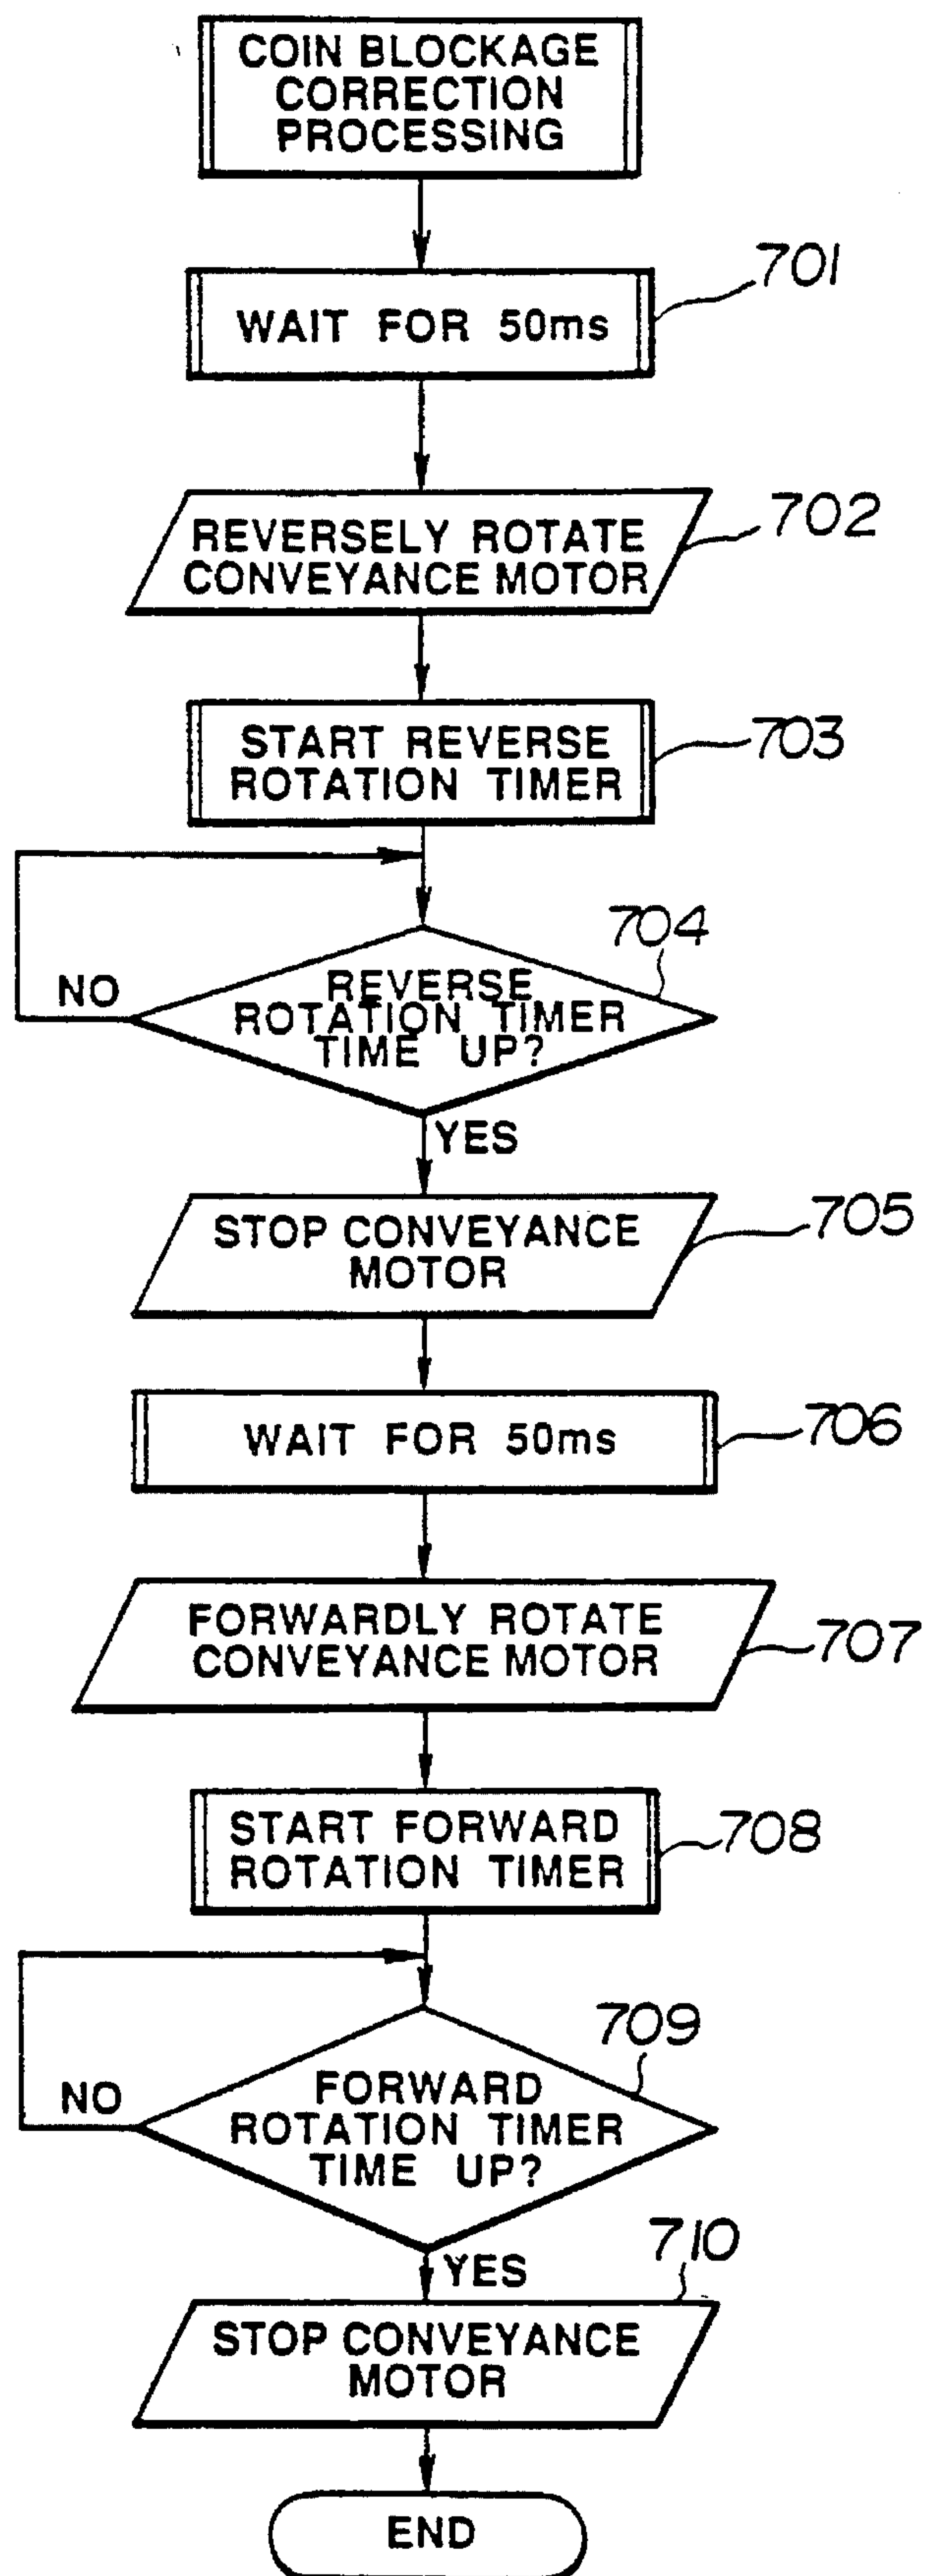 COIN BLOCKAGE
CORRECTION
PROCESSING
701
WAIT FOR 50ms
702
REVERSELY ROTATE
CONVEYANCE MOTOR
703
START REVERSE
ROTATION TIMER
704
NO
REVERSE
ROTATION TIMER
TIME UP?
YES
705
STOP CONVEYANCE
MOTOR
706
WAIT FOR 50ms
707
FORWARDLY ROTATE
CONVEYANCE MOTOR
708
START FORWARD
ROTATION TIMER
709
NO
FORWARD
ROTATION TIMER
TIME UP?
710
YES
STOP CONVEYANCE
MOTOR
END